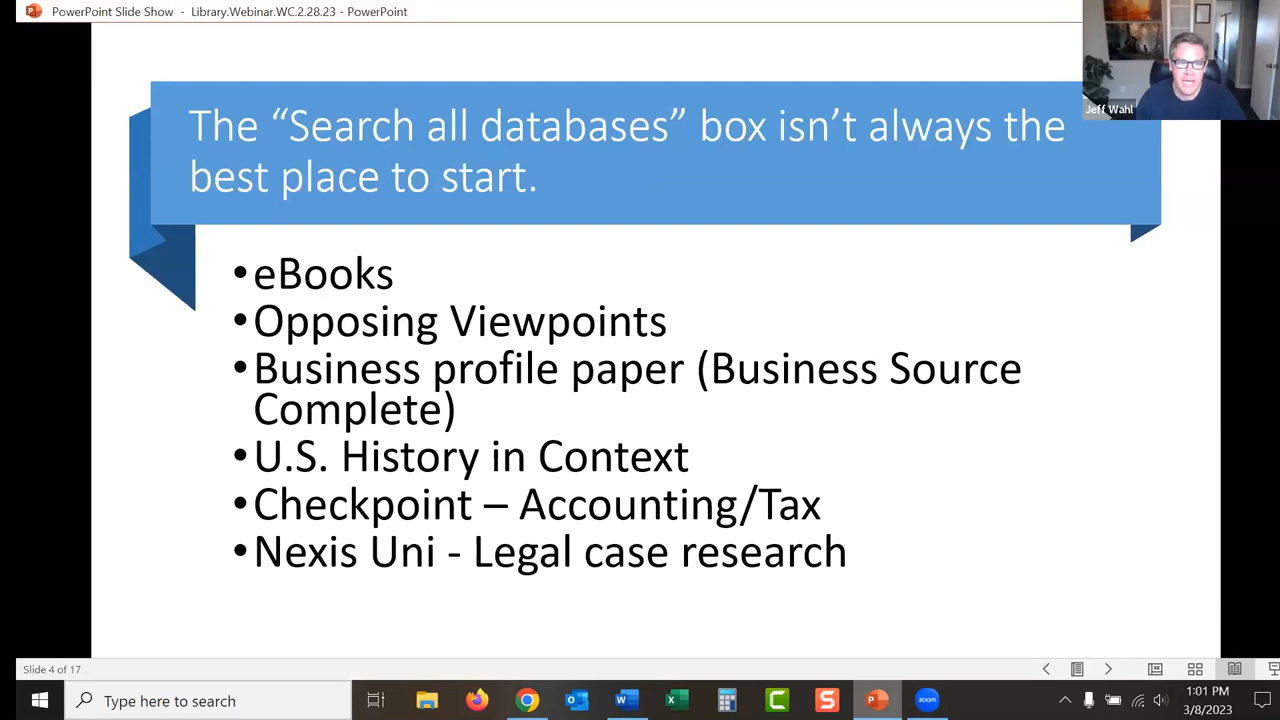 PowerPoint Slide Show - Library.Webinar.WC.2.28.23 - PowerPoint
Jeff Wahl
The “Search all databases” box isn’t always the
best place to start.
•eBooks
•Opposing Viewpoints
•Business profile paper (Business Source
Complete)
•U.S. History in Context
•Checkpoint – Accounting/Tax
•Nexis Uni - Legal case research
Slide 4 of 17
Type here to search
zoom
1:01 PM
3/8/2023